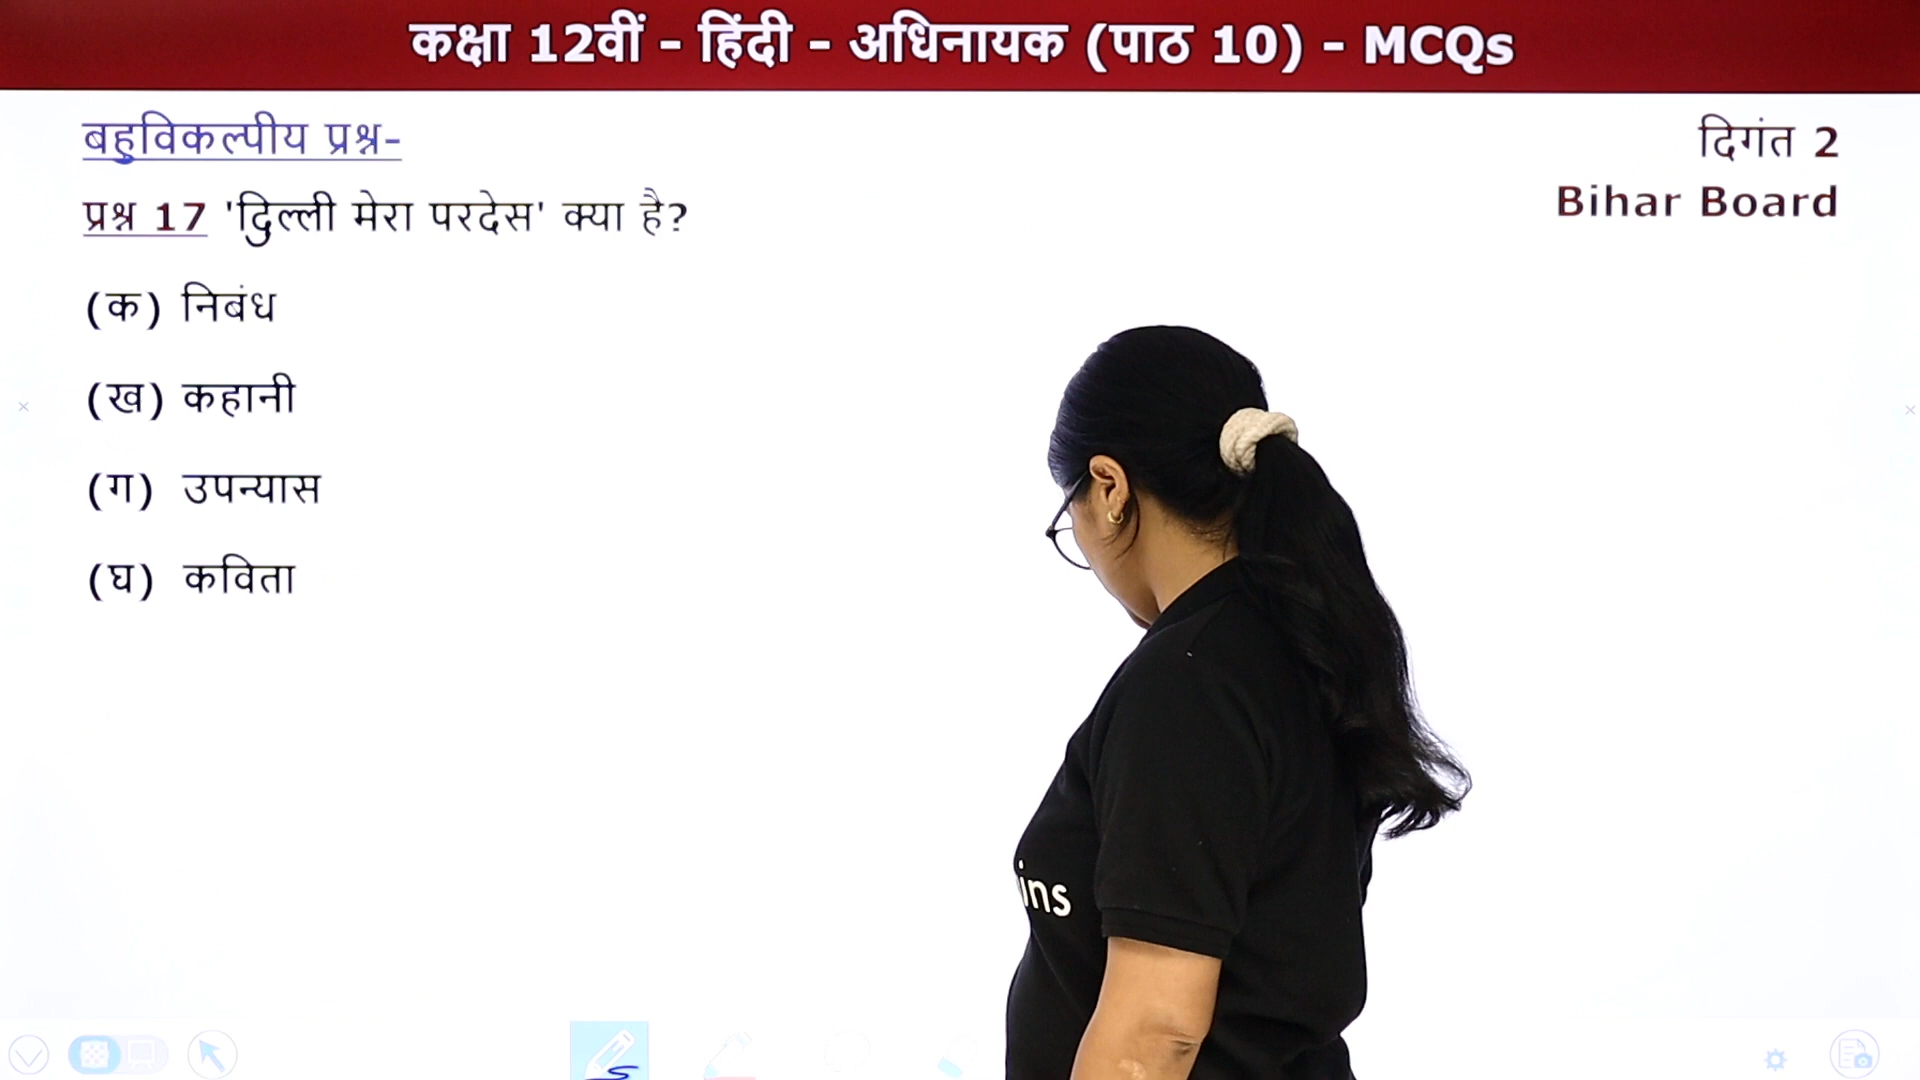 कक्षा 12वीं - हिंदी - अधिनायक (पाठ 10) - MCQs
बहुविकल्पीय प्रश्न-
दिगंत 2
Bihar Board
प्रश्न 17 'दिल्ली मेरा परदेस' क्या है?
(क) निबंध
(ख) कहानी
(ग) उपन्यास
(घ) कविता
ins